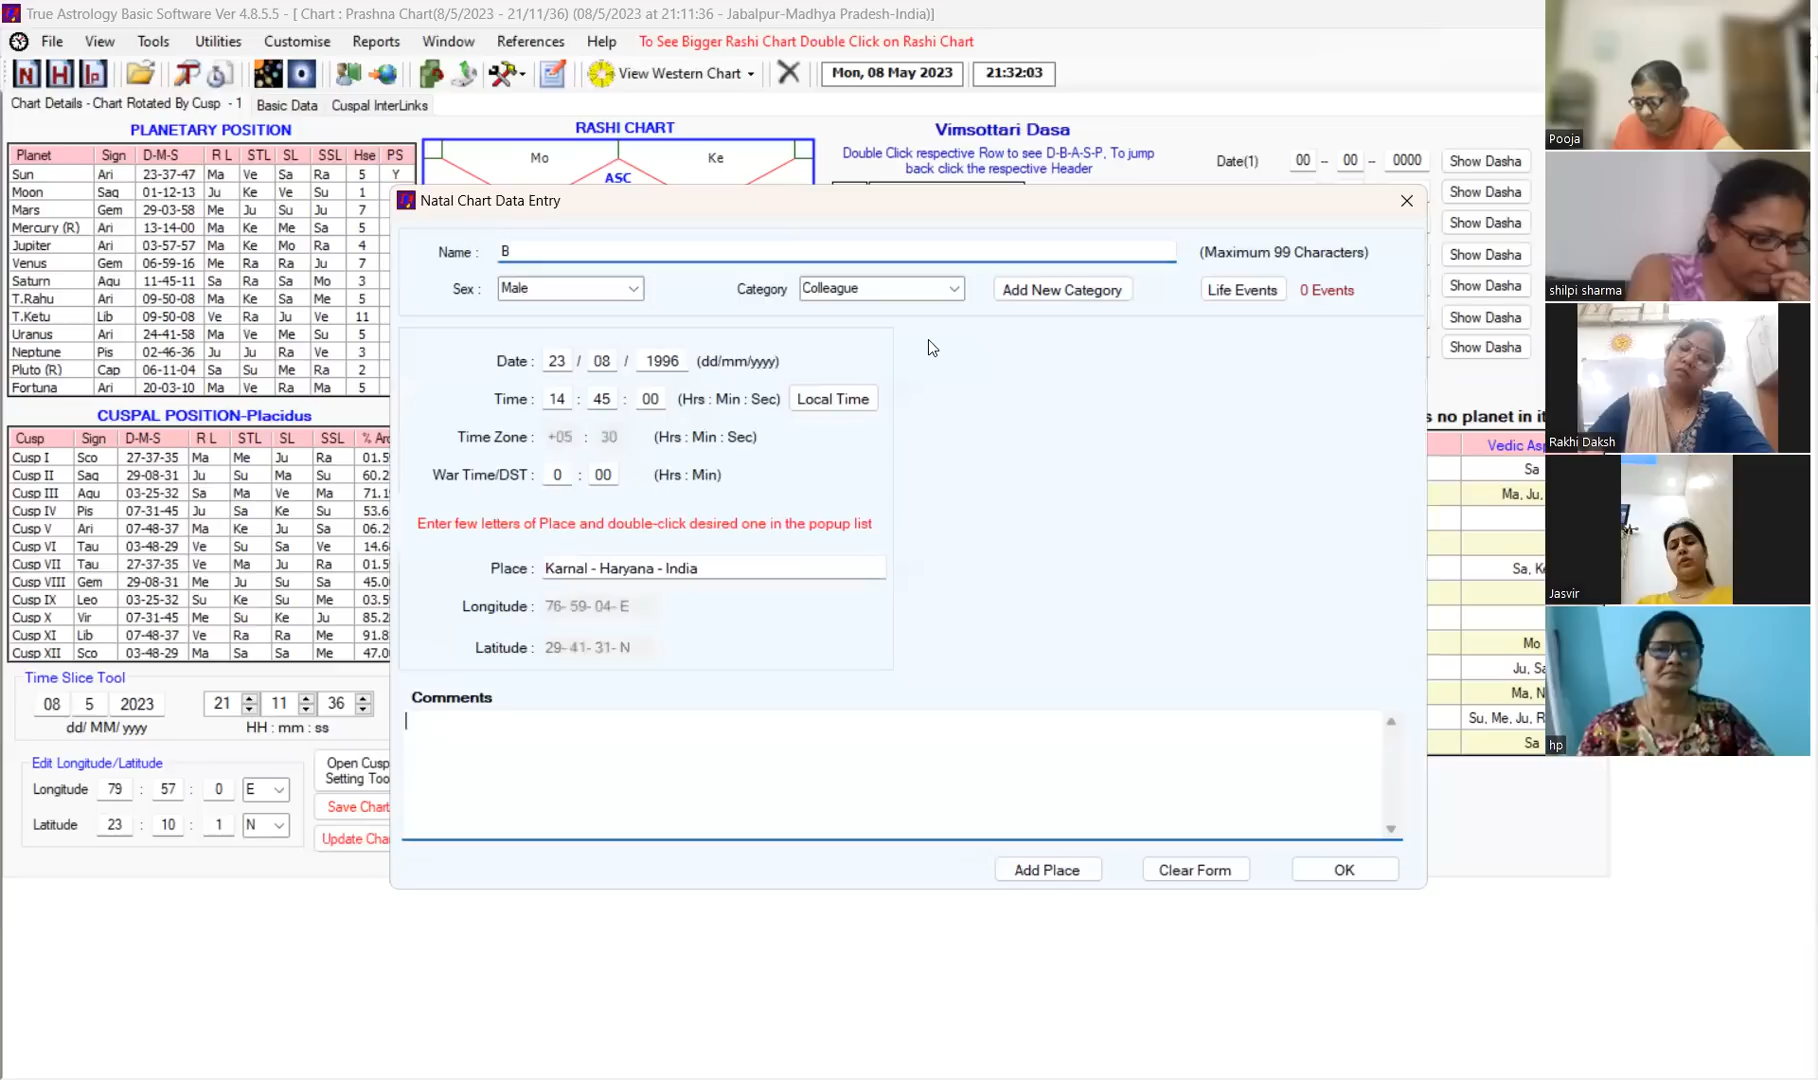 True Astrology Basic Software Ver 4.8.5.5 - [ Chart : Prashna Chart(8/5/2023 - 21/11/36) (08/5/2023 at 21:11:36 - Jabalpur-Madhya Pradesh-India)]
File View Tools Utilities Customise Reports Window References Help To See Bigger Rashi Chart Double Click on Rashi Chart
N H Ip View Western Chart Mon, 08 May 2023 21:32:03
Chart Details - Chart Rotated By Cusp - 1 Basic Data Cuspal InterLinks
PLANETARY POSITION
Planet Sign D-M-S R L STL SL SSL Hse PS
Sun Ari 23-37-47 Ma Ve Sa Ra 5 Y
Moon Sag 01-12-13 Ju Ke Ve Su 1
Mars Gem 29-03-58 Me Ju Su Ju 7
Mercury (R) Ari 13-14-00 Ma Ke Me Sa 5
Jupiter Ari 03-57-57 Ma Ke Mo Ra 4
Venus Gem 06-59-16 Me Ra Ra Ju 7
Saturn Aqu 11-45-11 Sa Ra Sa Mo 3
T.Rahu Ari 09-50-08 Ma Ke Sa Me 5
T.Ketu Lib 09-50-08 Ve Ra Ju Ve 11
Uranus Ari 24-41-58 Ma Ve Me Su 5
Neptune Pis 02-46-36 Ju Ju Ra Ve 3
Pluto (R) Cap 06-11-04 Sa Su Me Ra 2
Fortuna Ari 20-03-10 Ma Ve Ra Ma 5
CUSPAL POSITION-Placidus
Cusp Sign D-M-S R L STL SL SSL % Arc
Cusp I Sco 27-37-35 Ma Me Ju Ra 01.5
Cusp II Sag 29-08-31 Ju Su Ma Su 60.2
Cusp III Aqu 03-25-32 Sa Ma Ve Ma 71.1
Cusp IV Pis 07-31-45 Ju Sa Ke Su 53.6
Cusp V Ari 07-48-37 Ma Ke Ju Sa 06.2
Cusp VI Tau 03-48-29 Ve Su Sa Ve 14.6
Cusp VII Tau 27-37-35 Ve Ma Ju Ra 01.5
Cusp VIII Gem 29-08-31 Me Ju Su Su 45.0
Cusp IX Leo 03-25-32 Su Ke Su Me 03.5
Cusp X Vir 07-31-45 Me Su Ke Ju 85.2
Cusp XI Lib 07-48-37 Ve Ra Ra Me 91.8
Cusp XII Sco 03-48-29 Ma Sa Sa Me 47.0
Time Slice Tool
08 5 2023 21 11 36
dd/ MM/ yyyy HH : mm : ss
Edit Longitude/Latitude
Longitude 79 : 57 : 0 E
Latitude 23 : 10 : 1 N
Open Cusp
Setting Too
Save Chart
Update Cha
RASHI CHART
Mo Ke
ASC
Vimsottari Dasa
Double Click respective Row to see D-B-A-S-P, To jump
back click the respective Header
Date(1) 00 -- 00 -- 0000 Show Dasha
Show Dasha
Show Dasha
Show Dasha
Show Dasha
Show Dasha
Show Dasha
Natal Chart Data Entry
Name : B (Maximum 99 Characters)
Sex : Male Category Colleague Add New Category Life Events 0 Events
Date : 23 / 08 / 1996 (dd/mm/yyyy)
Time : 14 : 45 : 00 (Hrs : Min : Sec) Local Time
Time Zone : +05 : 30 (Hrs : Min : Sec)
War Time/DST : 0 : 00 (Hrs : Min)
Enter few letters of Place and double-click desired one in the popup list
Place : Karnal - Haryana - India
Longitude : 76- 59- 04- E
Latitude : 29- 41- 31- N
Comments
Add Place Clear Form OK
s no planet in it
Vedic As
Sa
Ma, Ju,
Sa, K
Mo
Ju, Sa
Ma, N
Su, Me, Ju, R
Sa
Pooja
shilpi sharma
Rakhi Daksh
Jasvir
hp